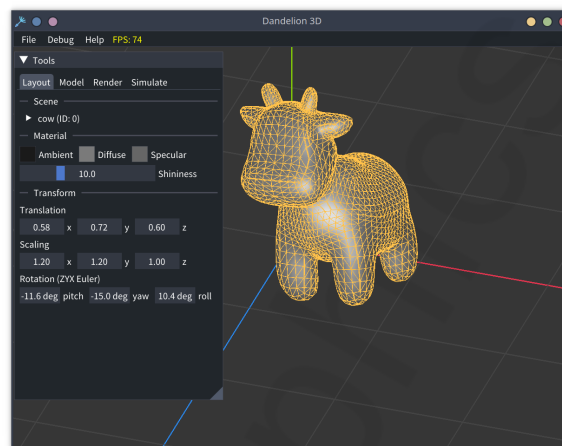 Dandelion 3D
File Debug Help FPS: 74
Tools
Layout Model Render Simulate
Scene
cow (ID: 0)
Material
Ambient Diffuse Specular
10.0 Shininess
Transform
Translation
0.58 x 0.72 y 0.60 z
Scaling
1.20 x 1.20 y 1.00 z
Rotation (ZYX Euler)
-11.6 deg pitch -15.0 deg yaw 10.4 deg roll